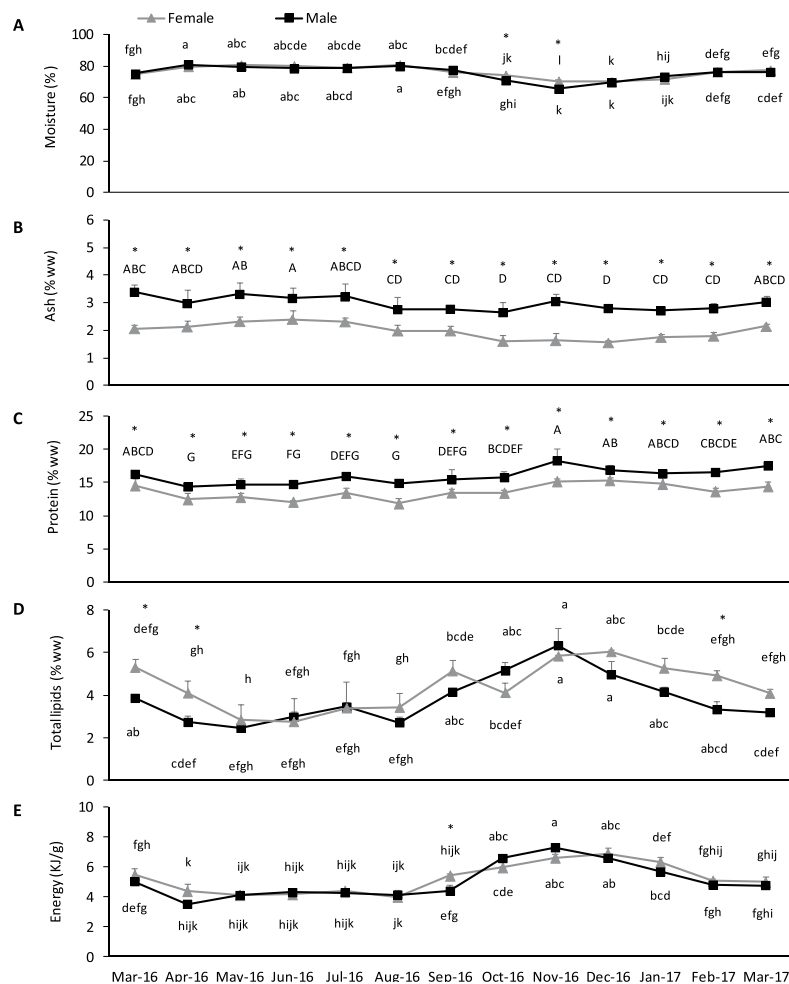 Female Male
A
Moisture (%)
100
80
60
40
20
0
* *
fgh a abc abcde abcde abc bcdef jk l k hij defg efg
fgh abc ab abc abcd a efgh ghi k k ijk defg cdef
B
Ash (% ww)
6
5
4
3
2
1
0
* * * * * * * * * * * * *
ABC ABCD AB A ABCD CD CD D CD D CD CD ABCD
C
Protein (% ww)
25
20
15
10
5
0
* * * * * * * * * * * * *
ABCD G EFG FG DEFG G DEFG BCDEF A AB ABCD CBCDE ABC
D
Total lipids (% ww)
8
6
4
2
0
* * *
defg gh h efgh fgh gh bcde abc a abc bcde efgh efgh
ab cdef efgh efgh efgh efgh abc bcdef a a abc abcd cdef
E
Energy (KJ/g)
10
8
6
4
2
0
*
fgh k ijk hijk hijk ijk hijk abc a abc def fghij ghij
defg hijk hijk hijk hijk jk efg cde abc ab bcd fgh fghi
Mar-16 Apr-16 May-16 Jun-16 Jul-16 Aug-16 Sep-16 Oct-16 Nov-16 Dec-16 Jan-17 Feb-17 Mar-17